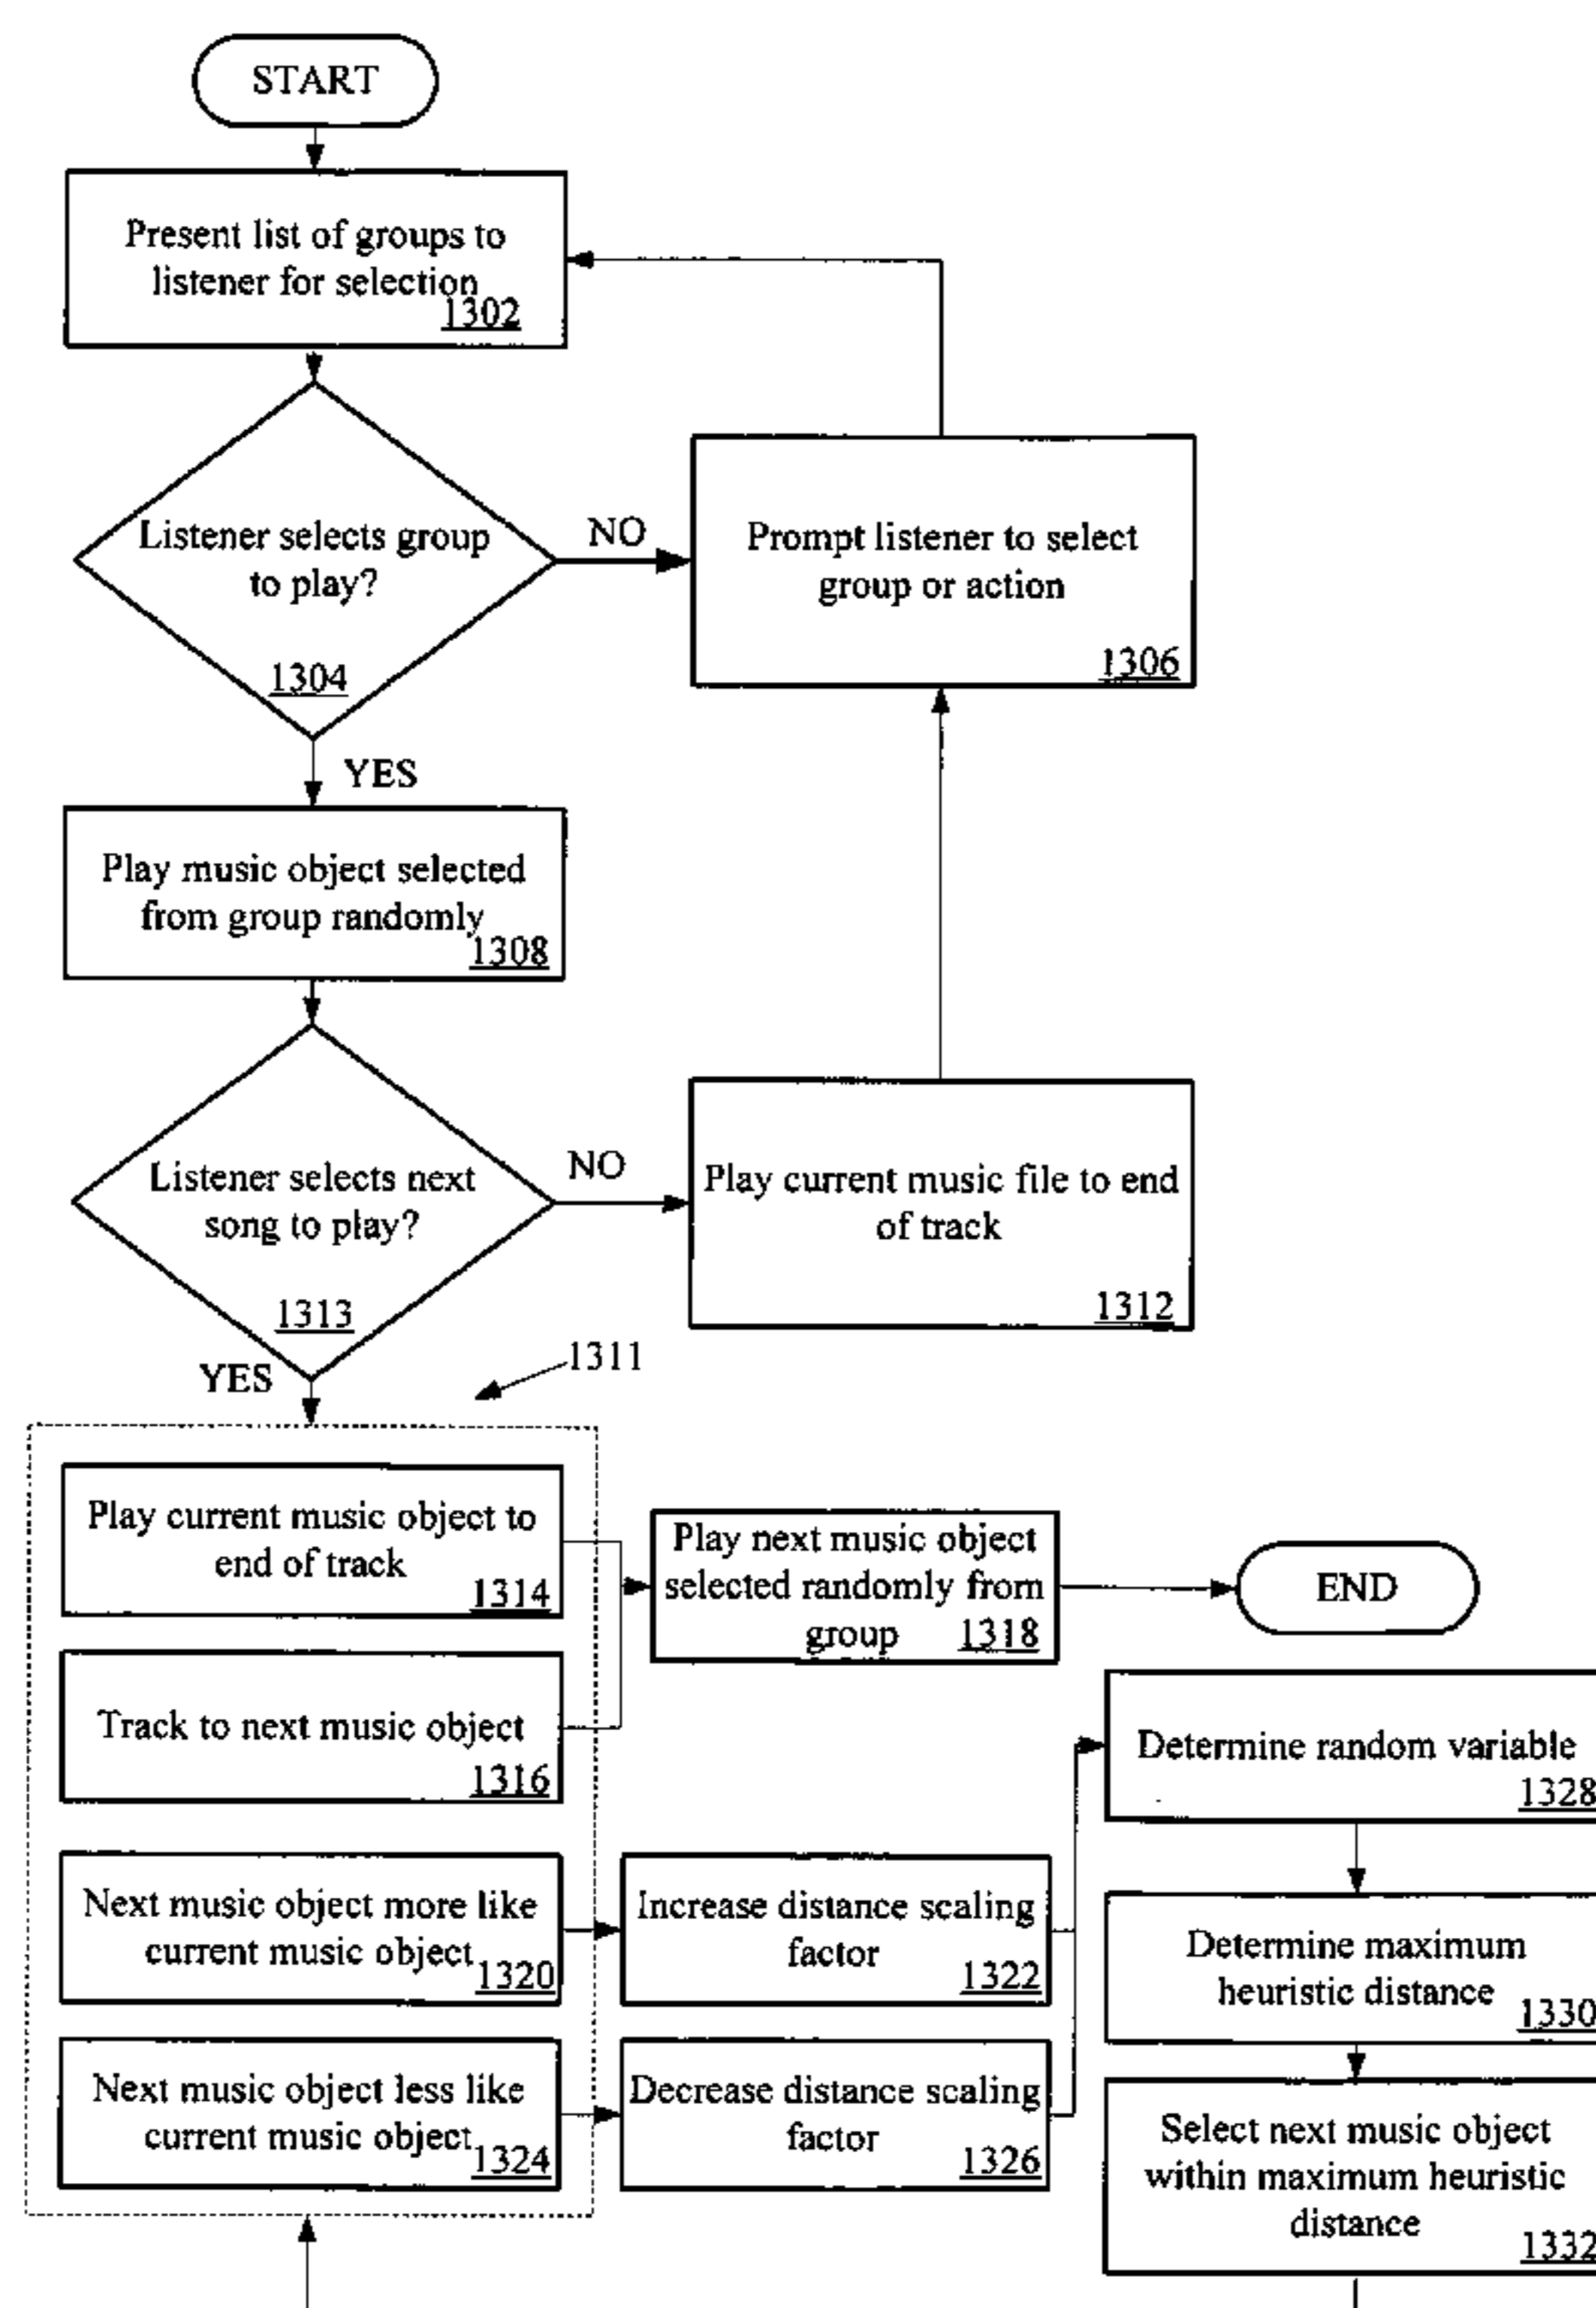 START
Present list of groups to
listener for selection
1302
Listener selects group
to play?
1304
NO
Prompt listener to select
group or action
1306
YES
Play music object selected
from group randomly
1308
Listener selects next
song to play?
1313
NO
Play current music file to end
of track
1312
YES
1311
Play current music object to
end of track
1314
Play next music object
selected randomly from
group 1318
END
Track to next music object
1316
Determine random variable
1328
Next music object more like
current music object
1320
Increase distance scaling
factor
1322
Determine maximum
heuristic distance
1330
Next music object less like
current music object
1324
Decrease distance scaling
factor
1326
Select next music object
within maximum heuristic
distance
1332